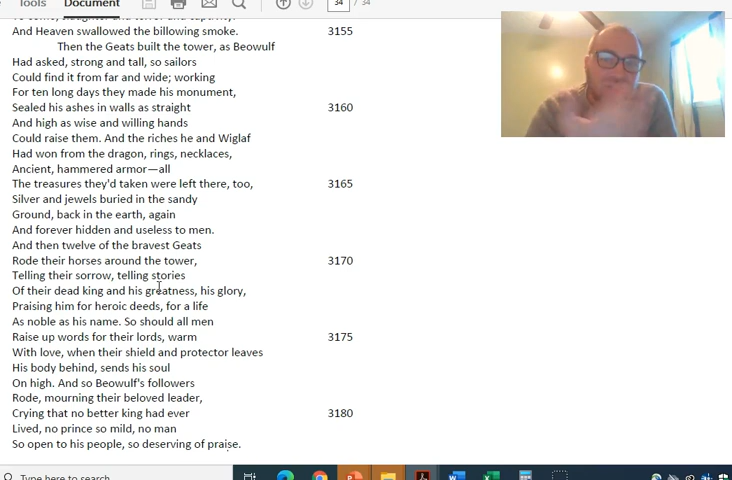 Tools Document 34 / 34
And Heaven swallowed the billowing smoke. 3155
Then the Geats built the tower, as Beowulf
Had asked, strong and tall, so sailors
Could find it from far and wide; working
For ten long days they made his monument,
Sealed his ashes in walls as straight 3160
And high as wise and willing hands
Could raise them. And the riches he and Wiglaf
Had won from the dragon, rings, necklaces,
Ancient, hammered armor—all
The treasures they'd taken were left there, too, 3165
Silver and jewels buried in the sandy
Ground, back in the earth, again
And forever hidden and useless to men.
And then twelve of the bravest Geats
Rode their horses around the tower, 3170
Telling their sorrow, telling stories
Of their dead king and his greatness, his glory,
Praising him for heroic deeds, for a life
As noble as his name. So should all men
Raise up words for their lords, warm 3175
With love, when their shield and protector leaves
His body behind, sends his soul
On high. And so Beowulf's followers
Rode, mourning their beloved leader,
Crying that no better king had ever 3180
Lived, no prince so mild, no man
So open to his people, so deserving of praise.
Type here to search